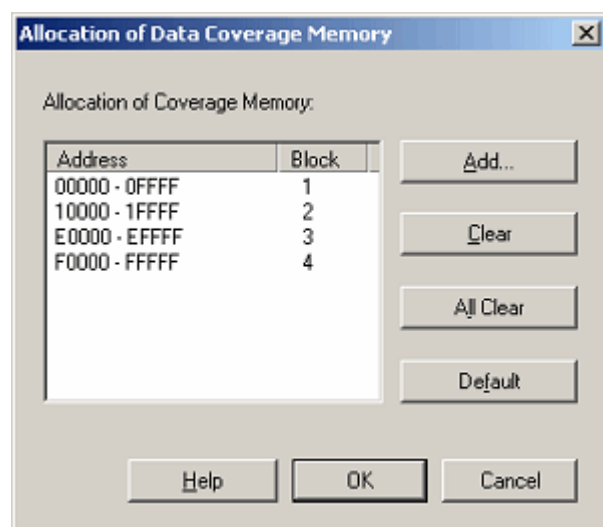 Allocation of Data Coverage Memory
Allocation of Coverage Memory:
Address Block
00000 - 0FFFF 1
10000 - 1FFFF 2
E0000 - EFFFF 3
F0000 - FFFFF 4
Add...
Clear
All Clear
Default
Help OK Cancel